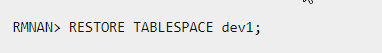 RMNAN> RESTORE TABLESPACE dev1;